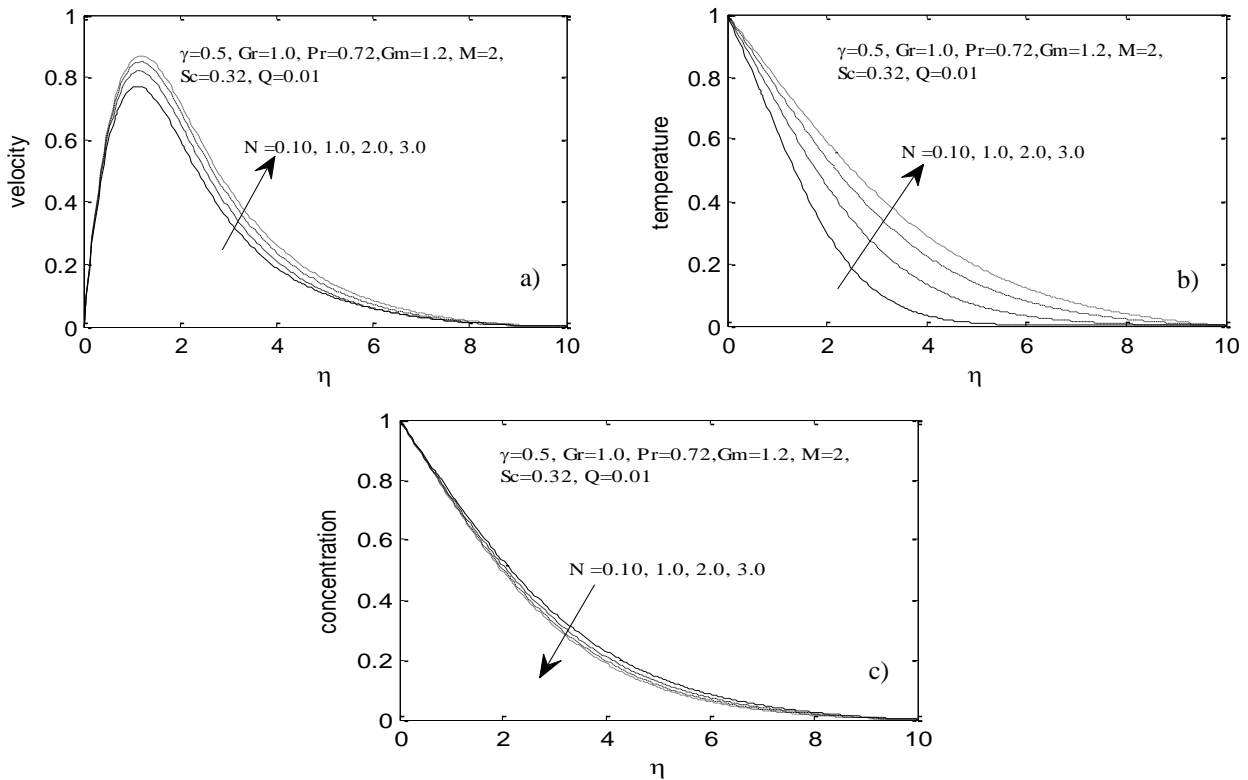 1
0.8
0.6
0.4
0.2
0
velocity
γ=0.5, Gr=1.0, Pr=0.72,Gm=1.2, M=2,
Sc=0.32, Q=0.01
N =0.10, 1.0, 2.0, 3.0
a)
0 2 4 6 8 10
η
1
0.8
0.6
0.4
0.2
0
temperature
γ=0.5, Gr=1.0, Pr=0.72,Gm=1.2, M=2,
Sc=0.32, Q=0.01
N =0.10, 1.0, 2.0, 3.0
b)
0 2 4 6 8 10
η
1
0.8
0.6
0.4
0.2
0
concentration
γ=0.5, Gr=1.0, Pr=0.72,Gm=1.2, M=2,
Sc=0.32, Q=0.01
N =0.10, 1.0, 2.0, 3.0
c)
0 2 4 6 8 10
η